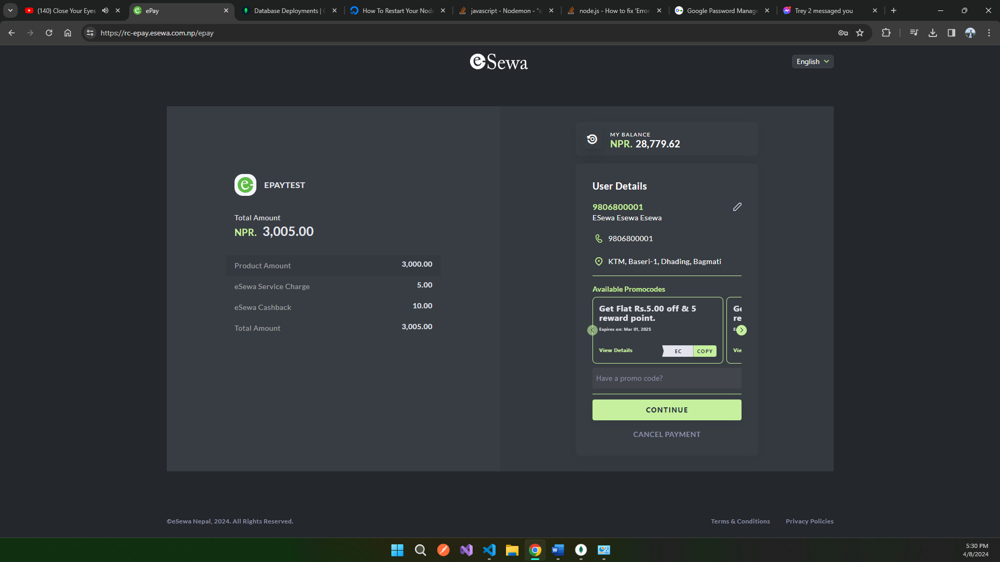 (140) Close Your Eyes
ePay
Database Deployments |
How To Restart Your Node
javascript - Nodemon - "c
node.js - How to fix 'Error
Google Password Manage
Trey 2 messaged you
https://rc-epay.esewa.com.np/epay
eSewa
English
EPAYTEST
Total Amount
NPR. 3,005.00
Product Amount 3,000.00
eSewa Service Charge 5.00
eSewa Cashback 10.00
Total Amount 3,005.00
MY BALANCE
NPR. 28,779.62
User Details
9806800001
ESewa Esewa Esewa
9806800001
KTM, Baseri-1, Dhading, Bagmati
Available Promocodes
Get Flat Rs.5.00 off & 5
reward point.
Expires on: Mar 01, 2025
View Details EC COPY
Ge
re
Vie
Have a promo code?
CONTINUE
CANCEL PAYMENT
©eSewa Nepal, 2024. All Rights Reserved.
Terms & Conditions Privacy Policies
5:30 PM
4/8/2024